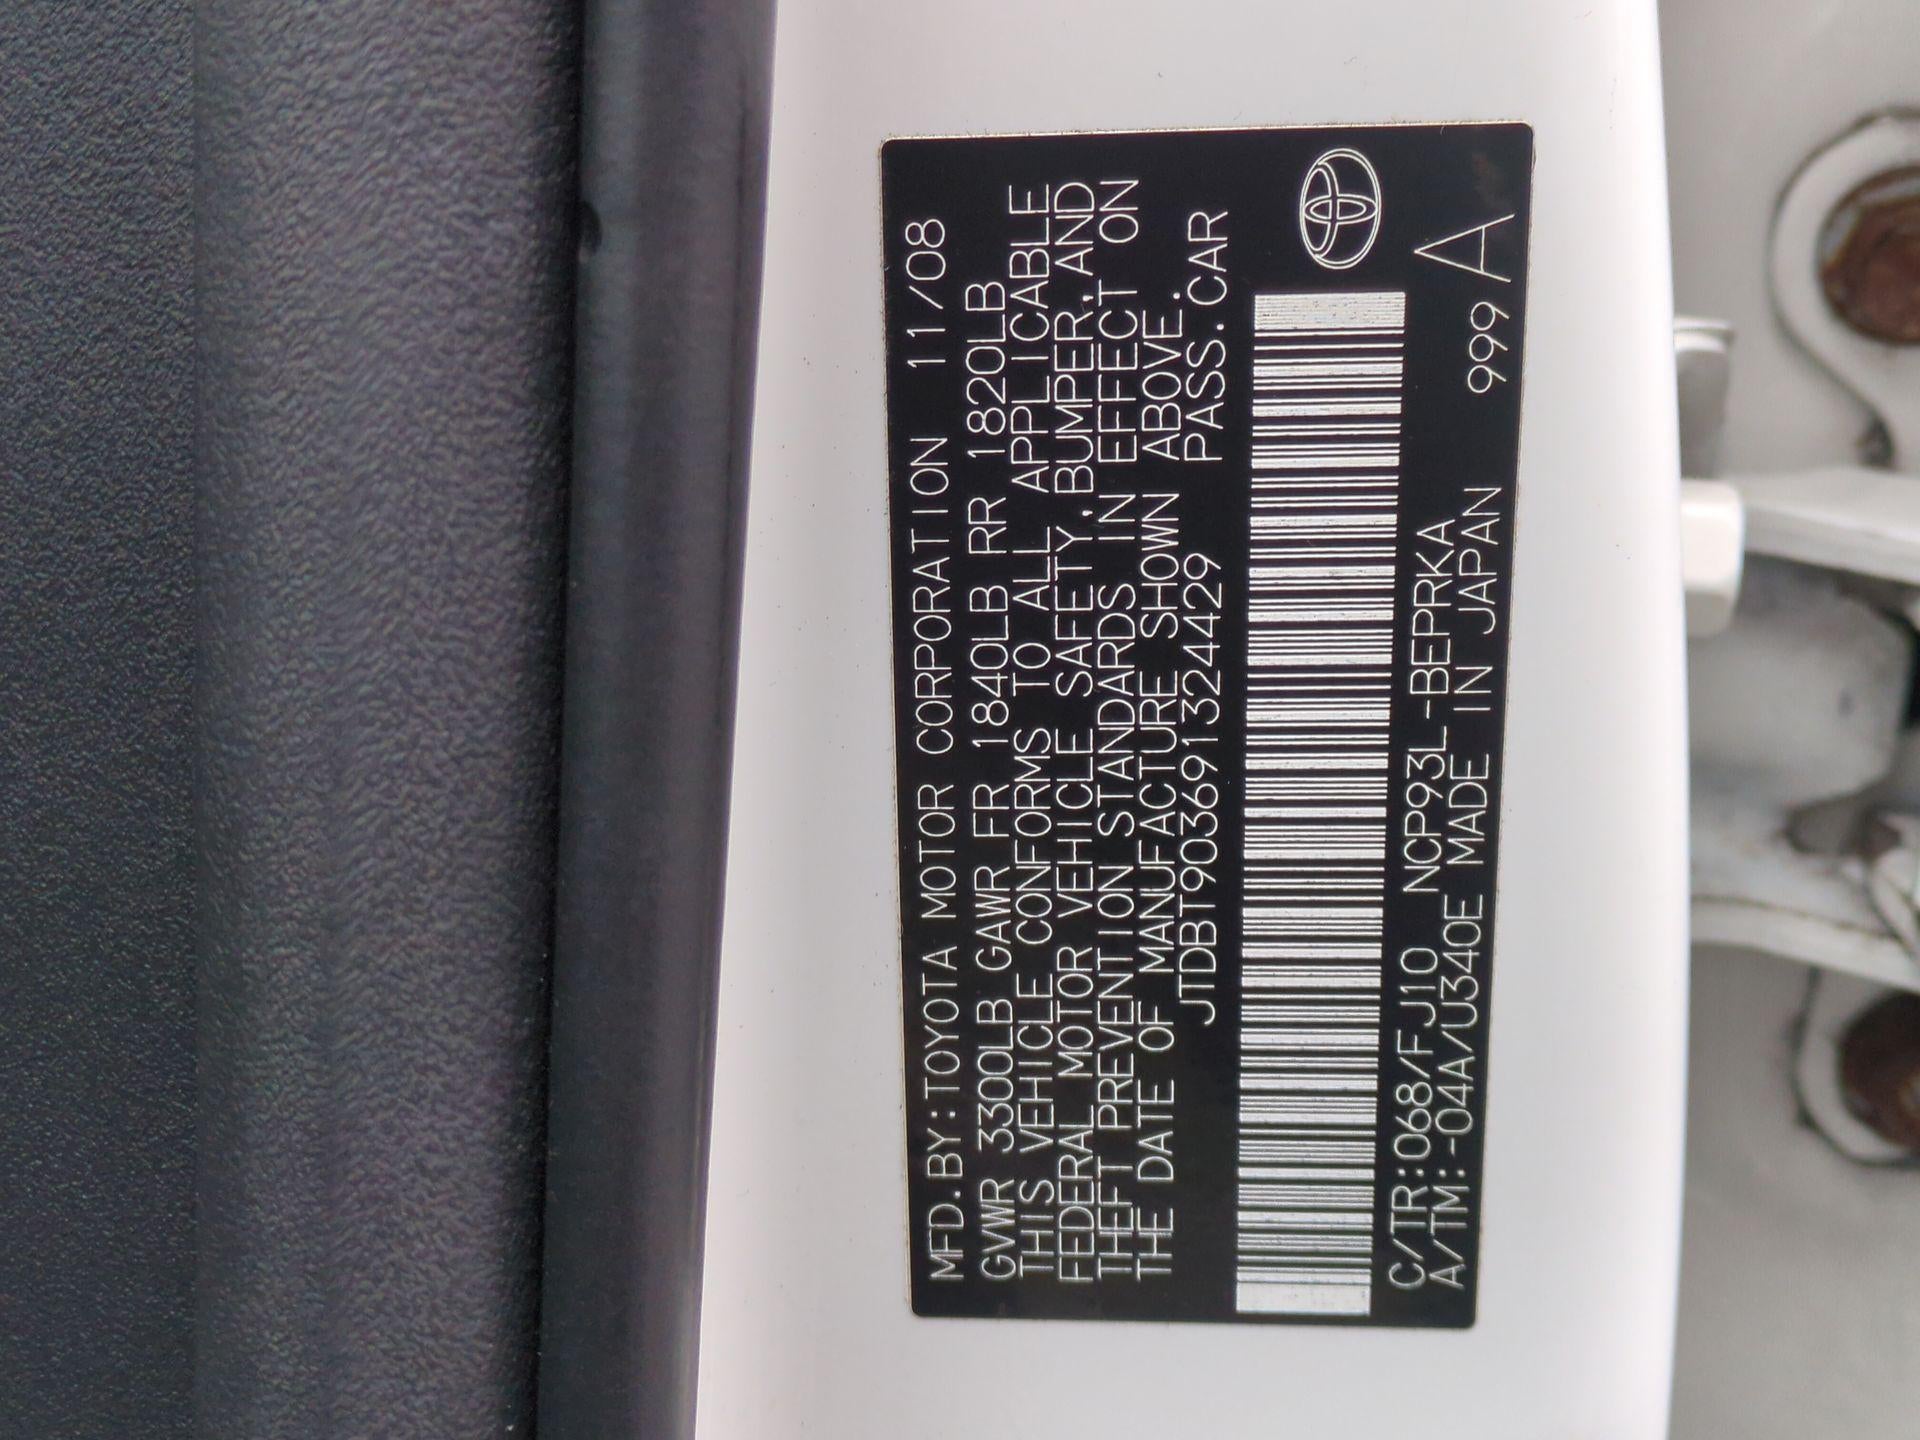 MFD.BY:TOYOTA MOTOR CORPORATION 11/08
GVWR 3300LB GAWR FR 1840LB RR 1820LB
THIS VEHICLE CONFORMS TO ALL APPLICABLE
FEDERAL MOTOR VEHICLE SAFETY,BUMPER,AND
THEFT PREVENTION STANDARDS IN EFFECT ON
THE DATE OF MANUFACTURE SHOWN ABOVE.
JTDBT903691324429 PASS.CAR
C/TR:068/FJ10 NCP93L-BEPRKA
A/TM:-04A/U340E MADE IN JAPAN 999 A